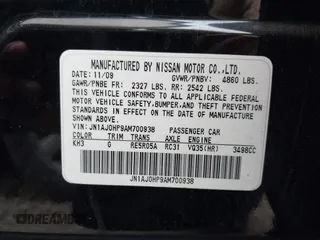 MANUFACTURED BY NISSAN MOTOR CO.,LTD.
DATE: 11/09 GVWR/PNBV: 4860 LBS.
GAWR/PNBE FR: 2327 LBS. RR: 2542 LBS.
THIS VEHICLE CONFORMS TO ALL APPLICABLE FEDERAL
MOTOR VEHICLE SAFETY,BUMPER,AND THEFT PREVENTION
STANDARDS IN EFFECT ON THE DATE OF MANUFACTURE
SHOWN ABOVE.
VIN: JN1AJ0HP9AM700938 PASSENGER CAR
COLOR TRIM TRANS AXLE ENGINE
KH3 G RE5R05A RC31 VQ35(HR) 3498CC
JN1AJ0HP9AM700938